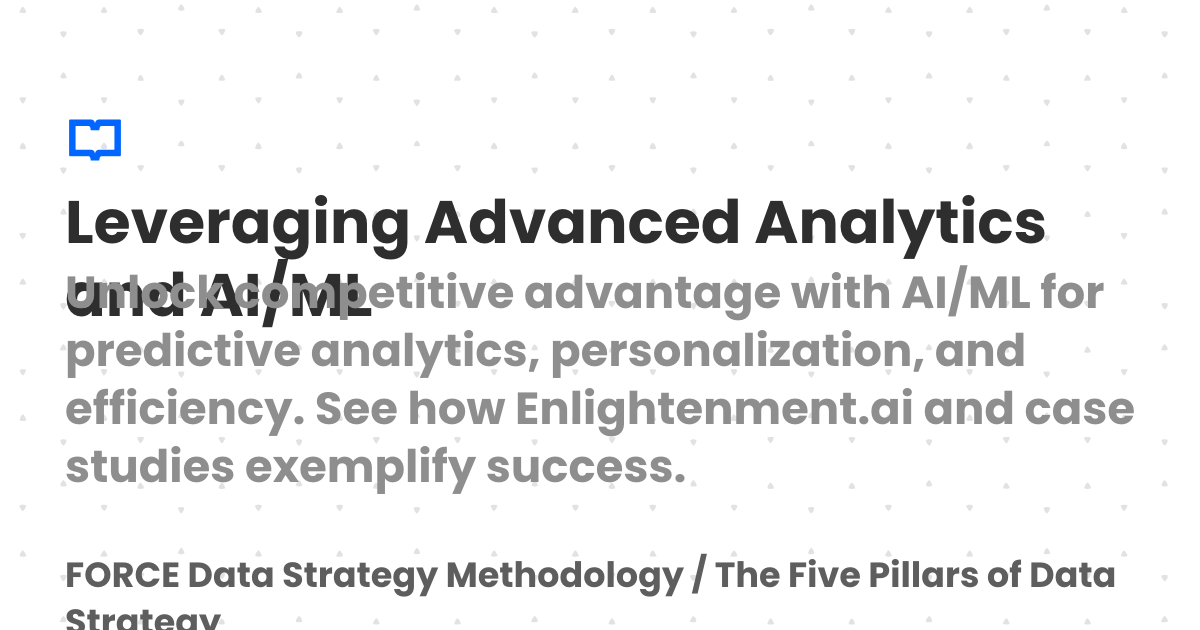 Leveraging Advanced Analytics
and AI/ML
Unlock competitive advantage with AI/ML for
predictive analytics, personalization, and
efficiency. See how Enlightenment.ai and case
studies exemplify success.
FORCE Data Strategy Methodology / The Five Pillars of Data
Strategy